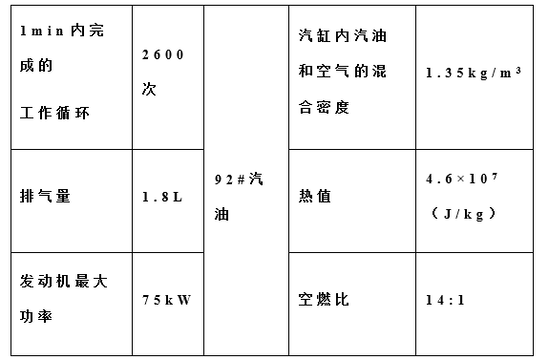 1min内完
成的
工作循环
2600
次
92#汽
油
汽缸内汽油
和空气的混
合密度
1.35kg/m³
排气量
1.8L
热值
4.6×10⁷
（J/kg）
发动机最大
功率
75kW
空燃比
14:1